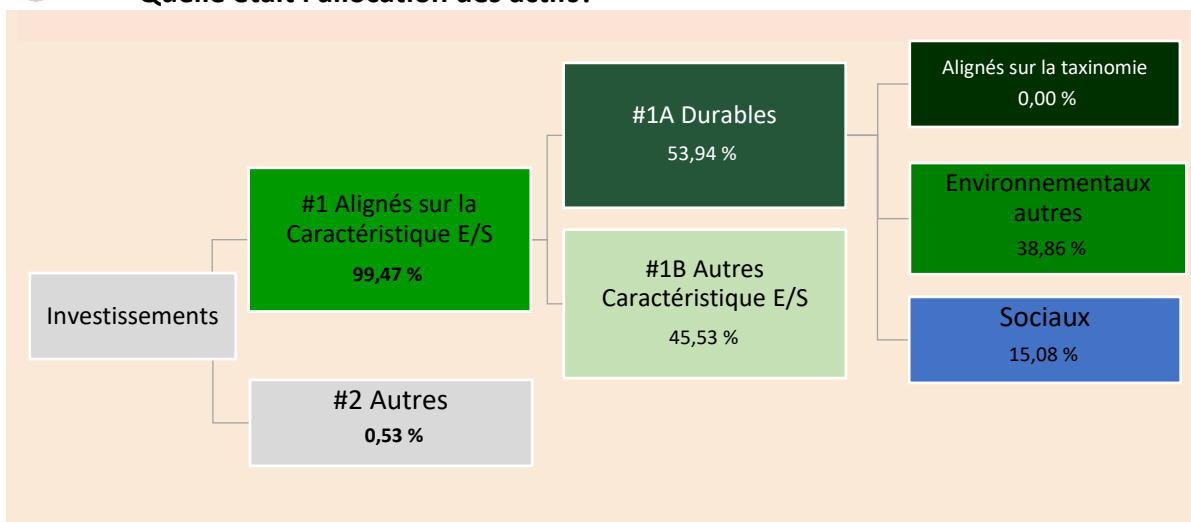 Quelle était l'allocation des actifs?
Investissements
#1 Alignés sur la
Caractéristique E/S
99,47 %
#2 Autres
0,53 %
#1A Durables
53,94 %
#1B Autres
Caractéristique E/S
45,53 %
Alignés sur la taxinomie
0,00 %
Environnementaux
autres
38,86 %
Sociaux
15,08 %